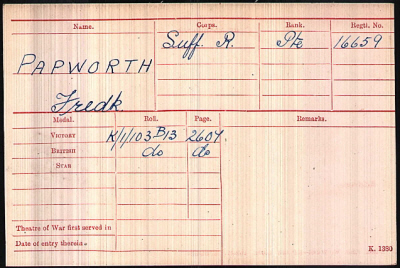 Name. Corps. Rank. Regtl. No.
PAPWORTH Suff. R. Pte 16659
Fredk
Medal. Roll. Page. Remarks.
VICTORY K/1/103 B13 2604.
BRITISH do do
STAR
Theatre of War first served in
Date of entry therein.
K. 1380